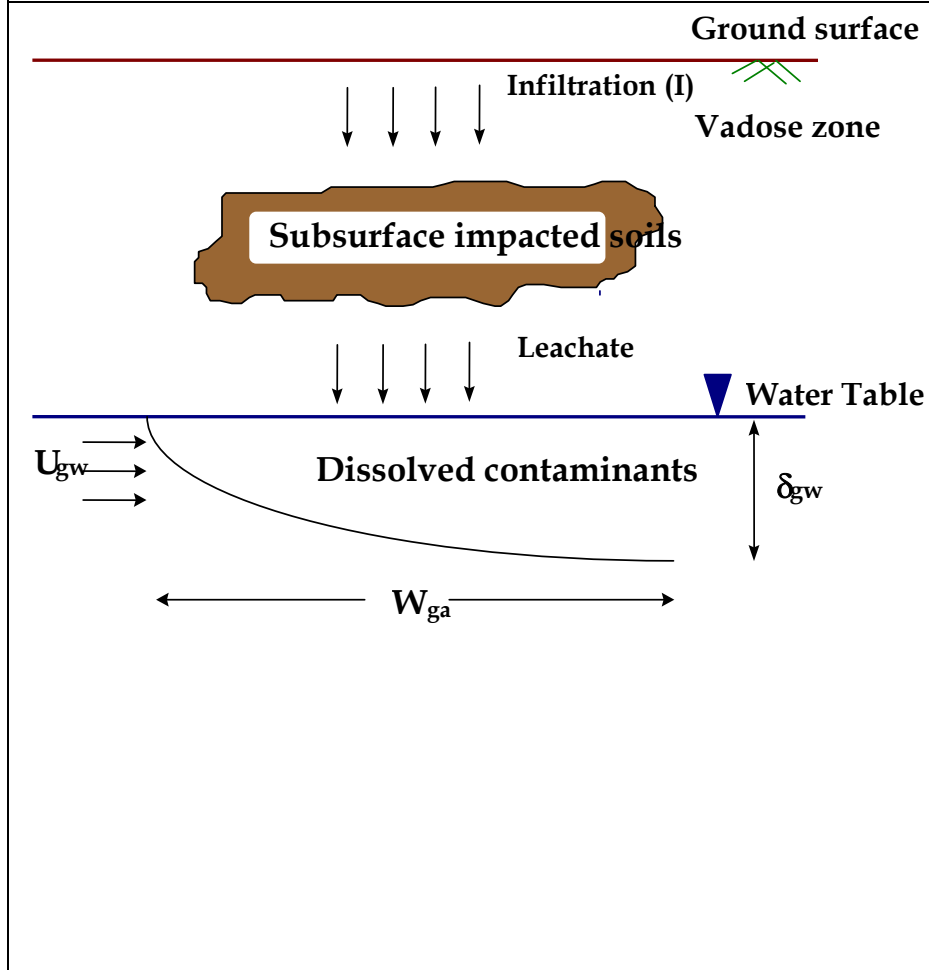 Ground surface
Infiltration (I)
Vadose zone
Subsurface impacted soils
Leachate
Water Table
Ugw
Dissolved contaminants
δgw
Wga